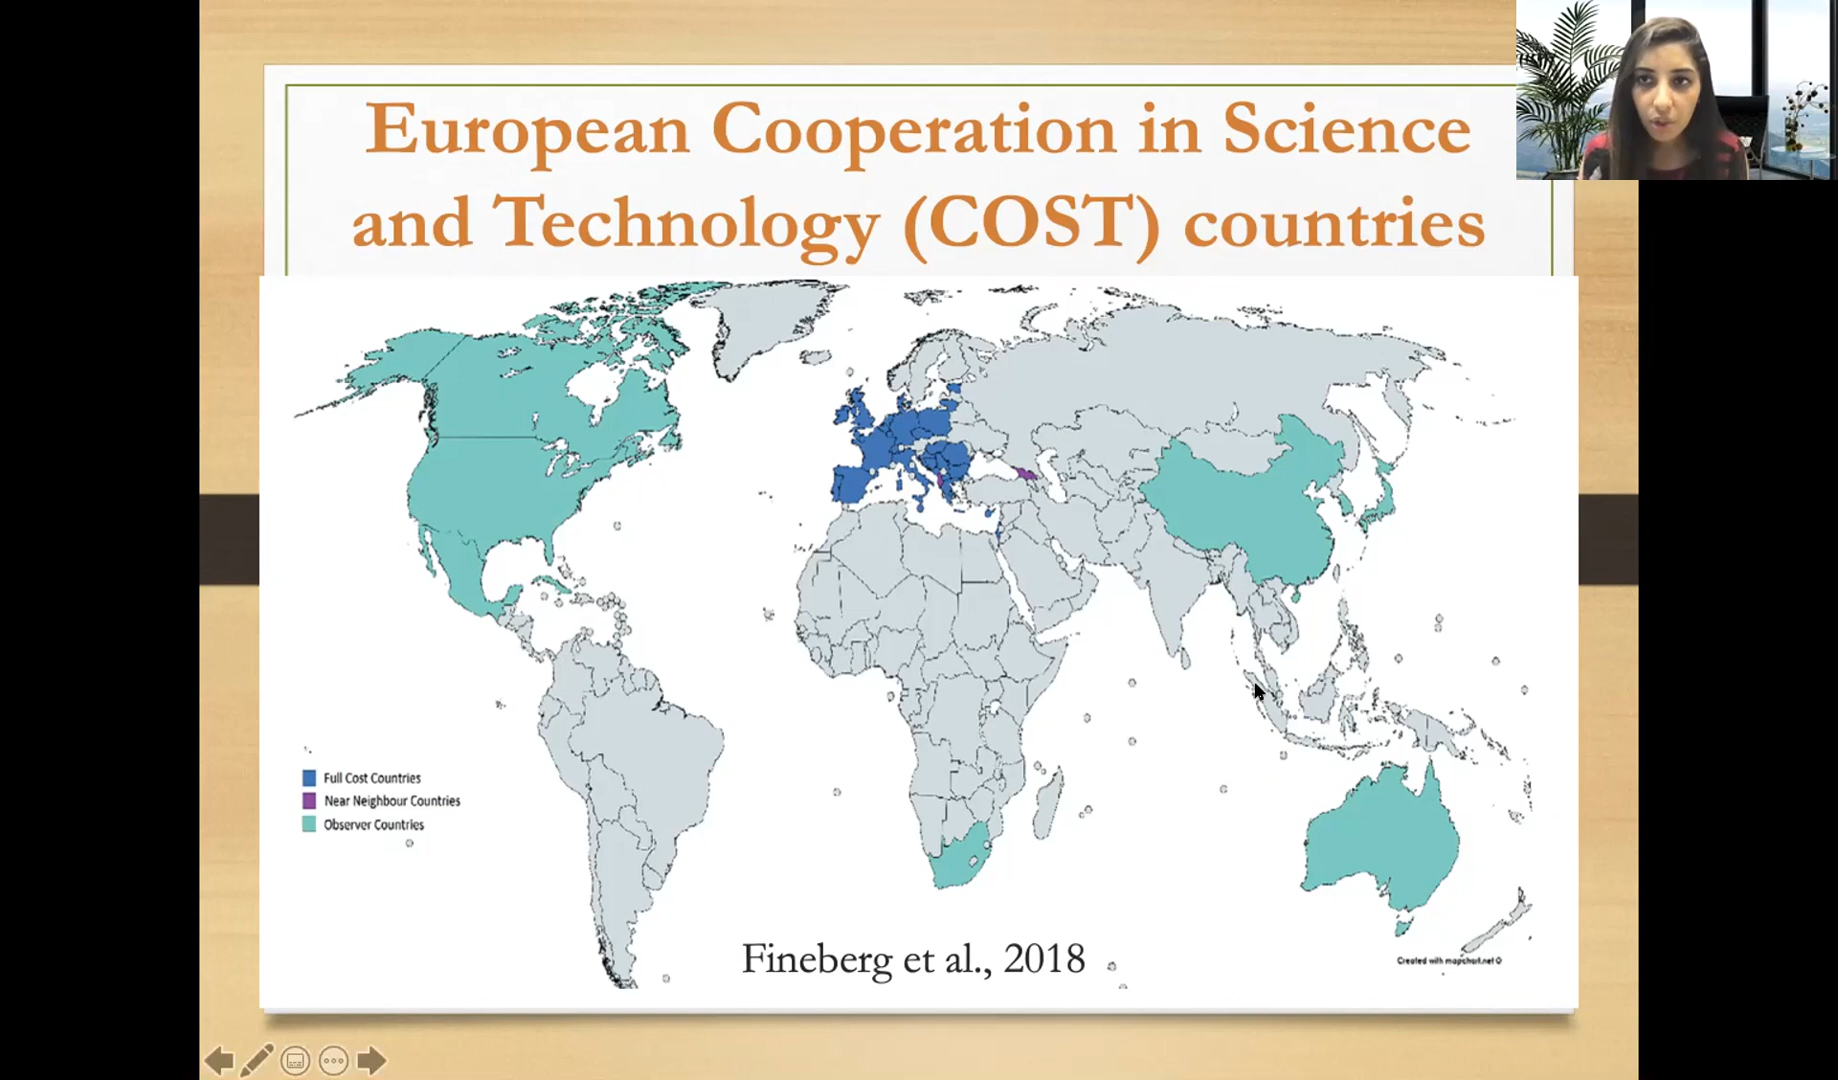 European Cooperation in Science
and Technology (COST) countries
Full Cost Countries
Near Neighbour Countries
Observer Countries
Fineberg et al., 2018
Created with mapchart.net ©